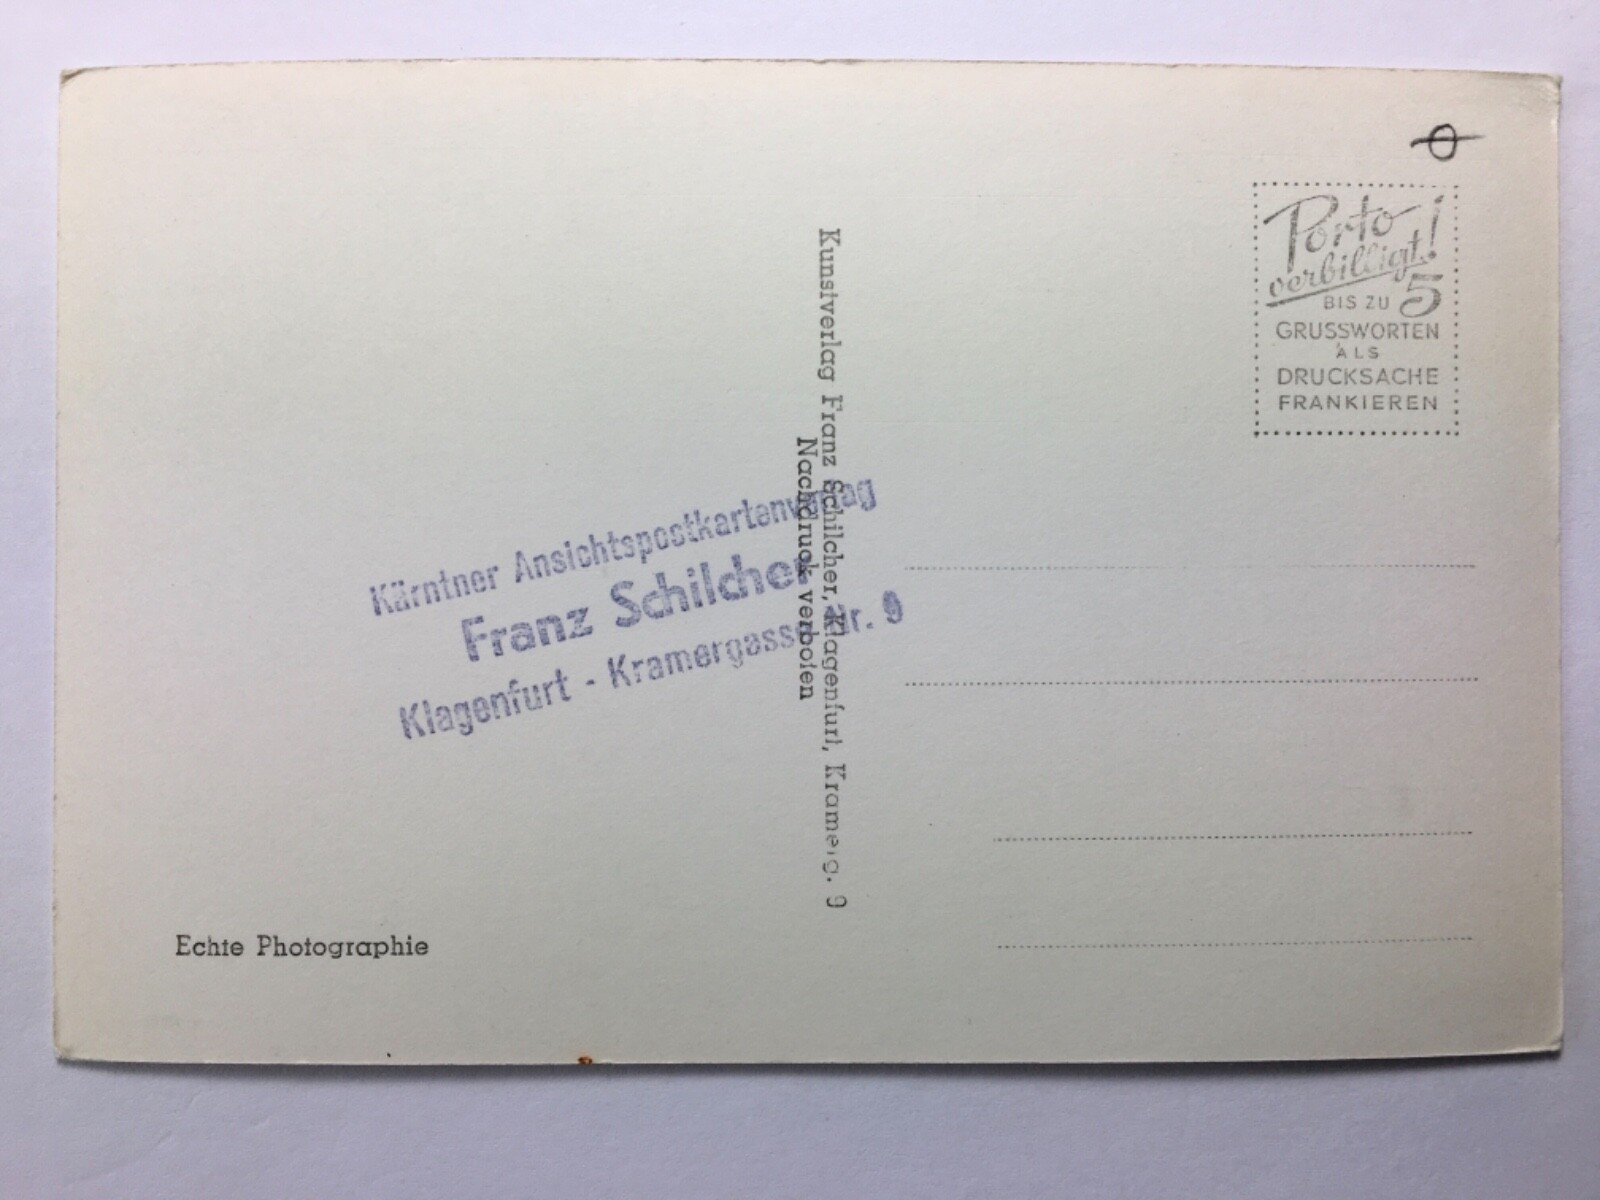 Porto
verbilligt!
BIS ZU 5
GRUSSWORTEN
ALS
DRUCKSACHE
FRANKIEREN
Kunstverlag Franz Schilcher, Klagenfurt, Kramerg. 9
Nachdruck verboten
Kärntner Ansichtspostkartenverlag
Franz Schilcher
Klagenfurt - Kramergasse Nr. 9
Echte Photographie